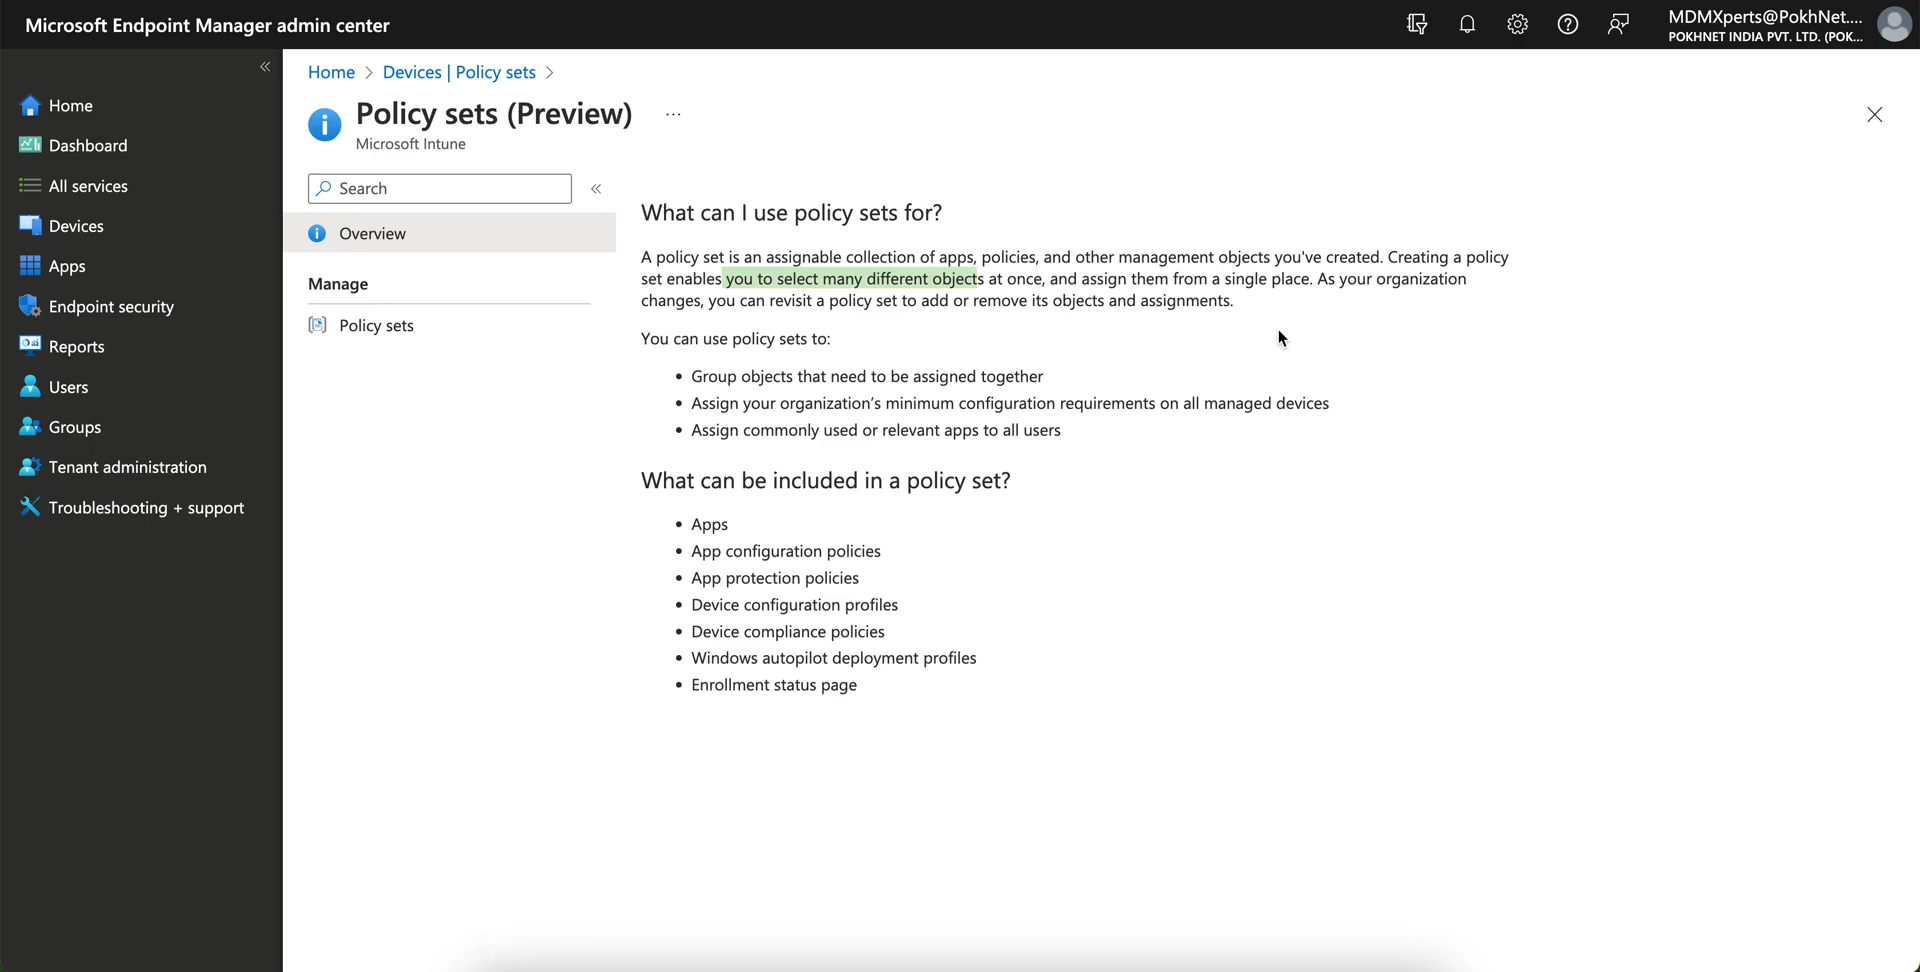 Microsoft Endpoint Manager admin center
MDMXperts@PokhNet....
POKHNET INDIA PVT. LTD. (POK...
«
Home
Dashboard
All services
Devices
Apps
Endpoint security
Reports
Users
Groups
Tenant administration
Troubleshooting + support
Home > Devices | Policy sets >
Policy sets (Preview) ...
Microsoft Intune
Search «
Overview
Manage
Policy sets
What can I use policy sets for?
A policy set is an assignable collection of apps, policies, and other management objects you've created. Creating a policy
set enables you to select many different objects at once, and assign them from a single place. As your organization
changes, you can revisit a policy set to add or remove its objects and assignments.
You can use policy sets to:
• Group objects that need to be assigned together
• Assign your organization's minimum configuration requirements on all managed devices
• Assign commonly used or relevant apps to all users
What can be included in a policy set?
• Apps
• App configuration policies
• App protection policies
• Device configuration profiles
• Device compliance policies
• Windows autopilot deployment profiles
• Enrollment status page